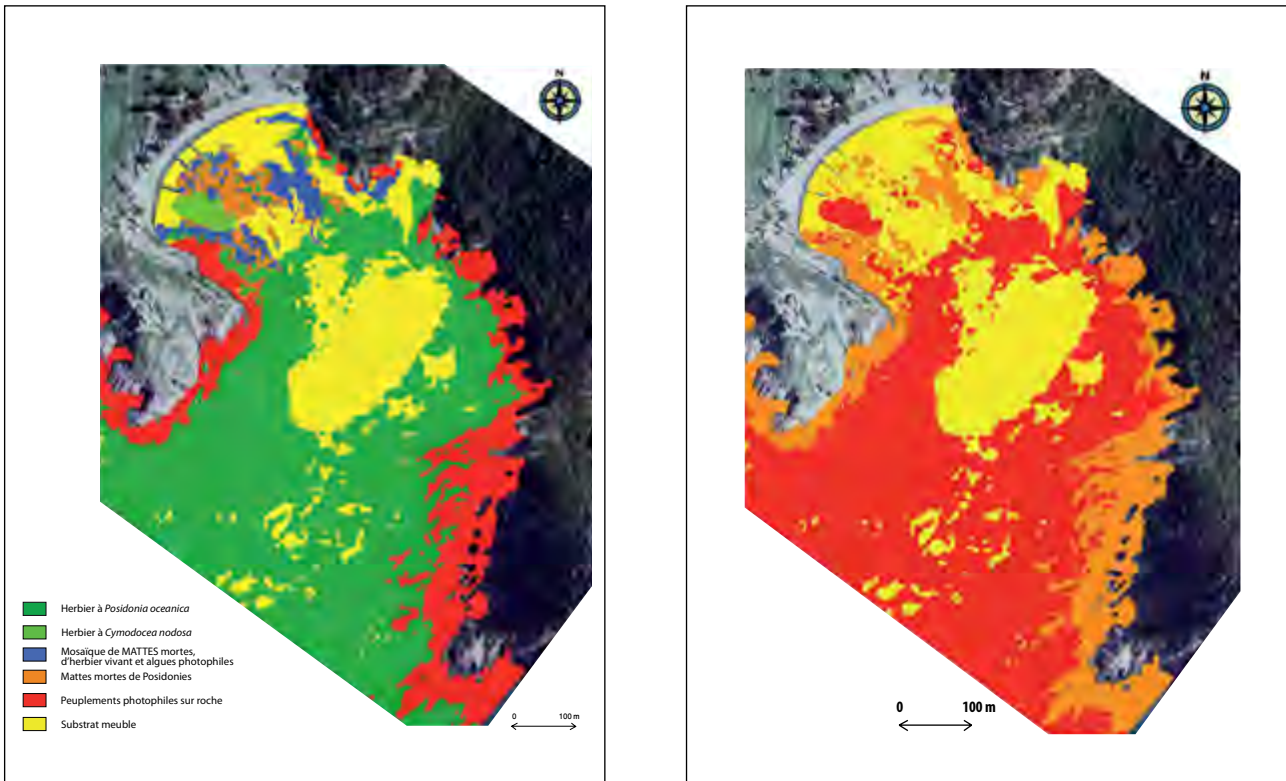 N
Herbier à Posidonia oceanica
Herbier à Cymodocea nodosa
Mosaïque de MATTES mortes,
d'herbier vivant et algues photophiles
Mattes mortes de Posidonies
Peuplements photophiles sur roche
Substrat meuble
0 100 m
N
0 100 m